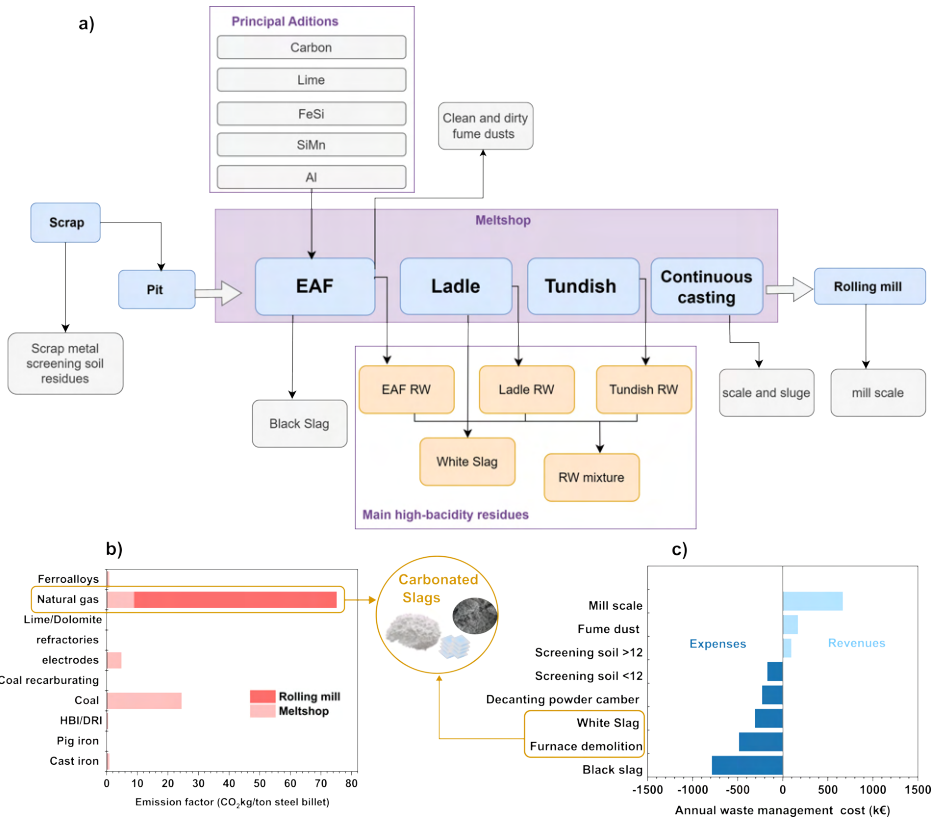 a)
Principal Aditions
Carbon
Lime
FeSi
SiMn
Al
Clean and dirty
fume dusts
Scrap
Pit
Scrap metal
screening soil
residues
Meltshop
EAF
Ladle
Tundish
Continuous
casting
Rolling mill
Black Slag
EAF RW
Ladle RW
Tundish RW
White Slag
RW mixture
Main high-bacidity residues
scale and sluge
mill scale
b)
Ferroalloys
Natural gas
Lime/Dolomite
refractories
electrodes
Coal recarburating
Coal
HBI/DRI
Pig iron
Cast iron
Rolling mill
Meltshop
0 10 20 30 40 50 60 70 80
Emission factor (CO2kg/ton steel billet)
Carbonated
Slags
c)
Mill scale
Fume dust
Screening soil >12
Screening soil <12
Decanting powder camber
White Slag
Furnace demolition
Black slag
Expenses
Revenues
-1500 -1000 -500 0 500 1000 1500
Annual waste management cost (k€)